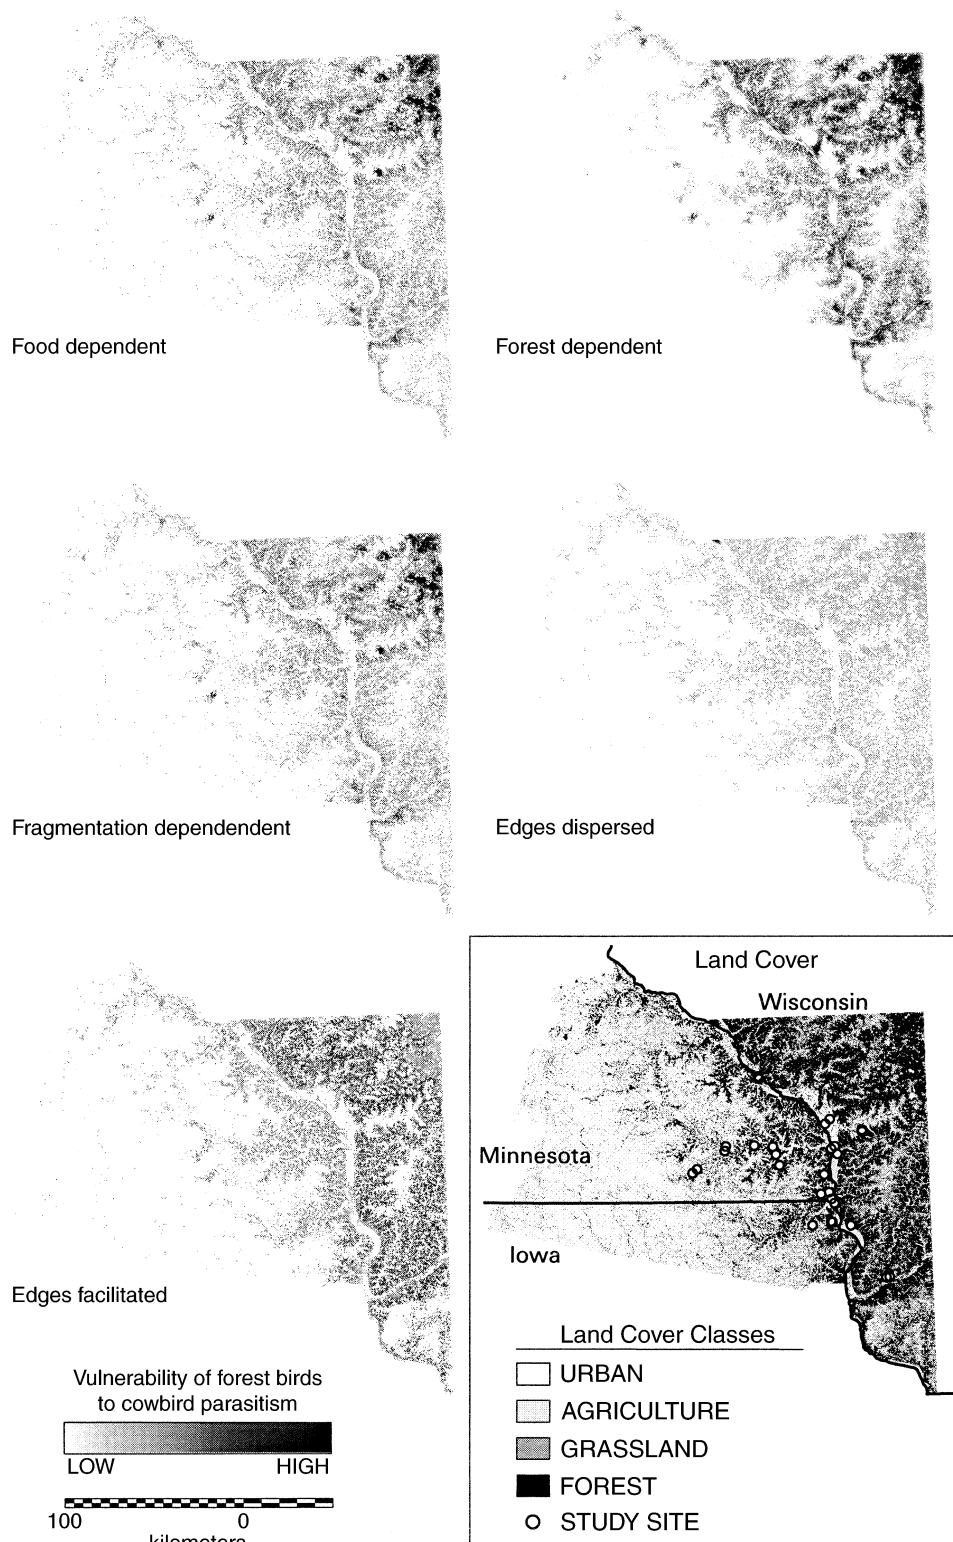 Food dependent
Forest dependent
Fragmentation dependendent
Edges dispersed
Edges facilitated
Vulnerability of forest birds
to cowbird parasitism
LOW HIGH
100 0
kilometers
Land Cover
Wisconsin
Minnesota
Iowa
Land Cover Classes
URBAN
AGRICULTURE
GRASSLAND
FOREST
STUDY SITE